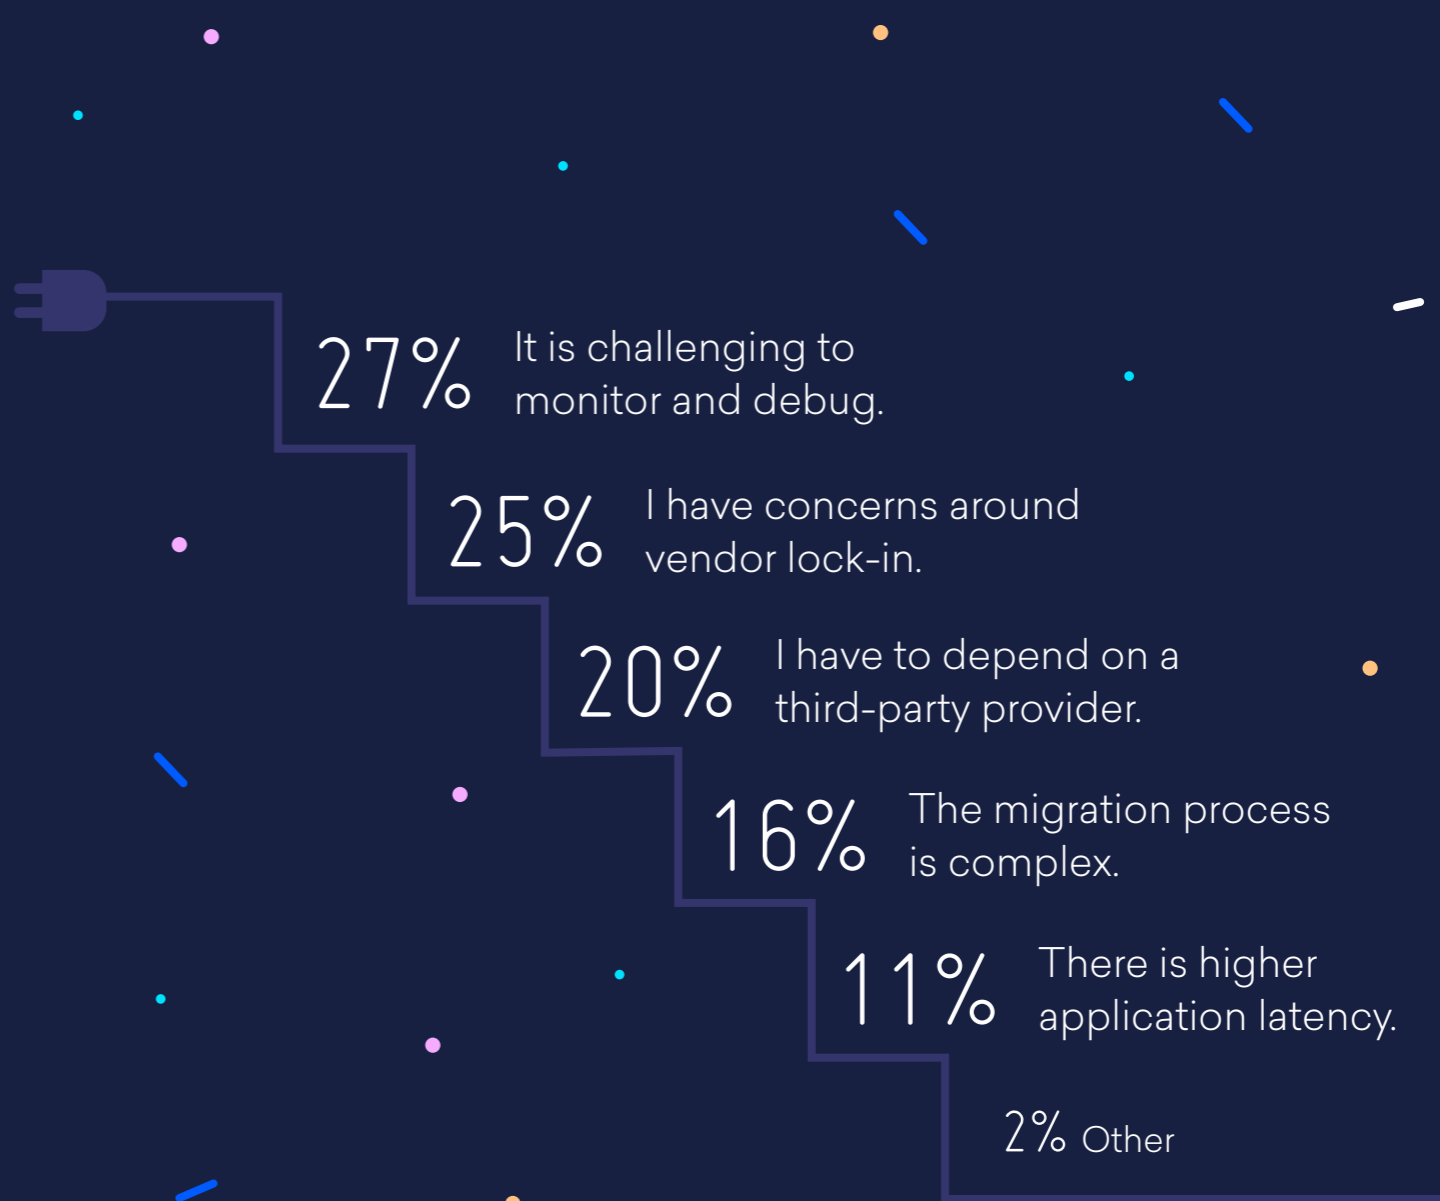 27% It is challenging to
monitor and debug.
25% I have concerns around
vendor lock-in.
20% I have to depend on a
third-party provider.
16% The migration process
is complex.
11% There is higher
application latency.
2% Other